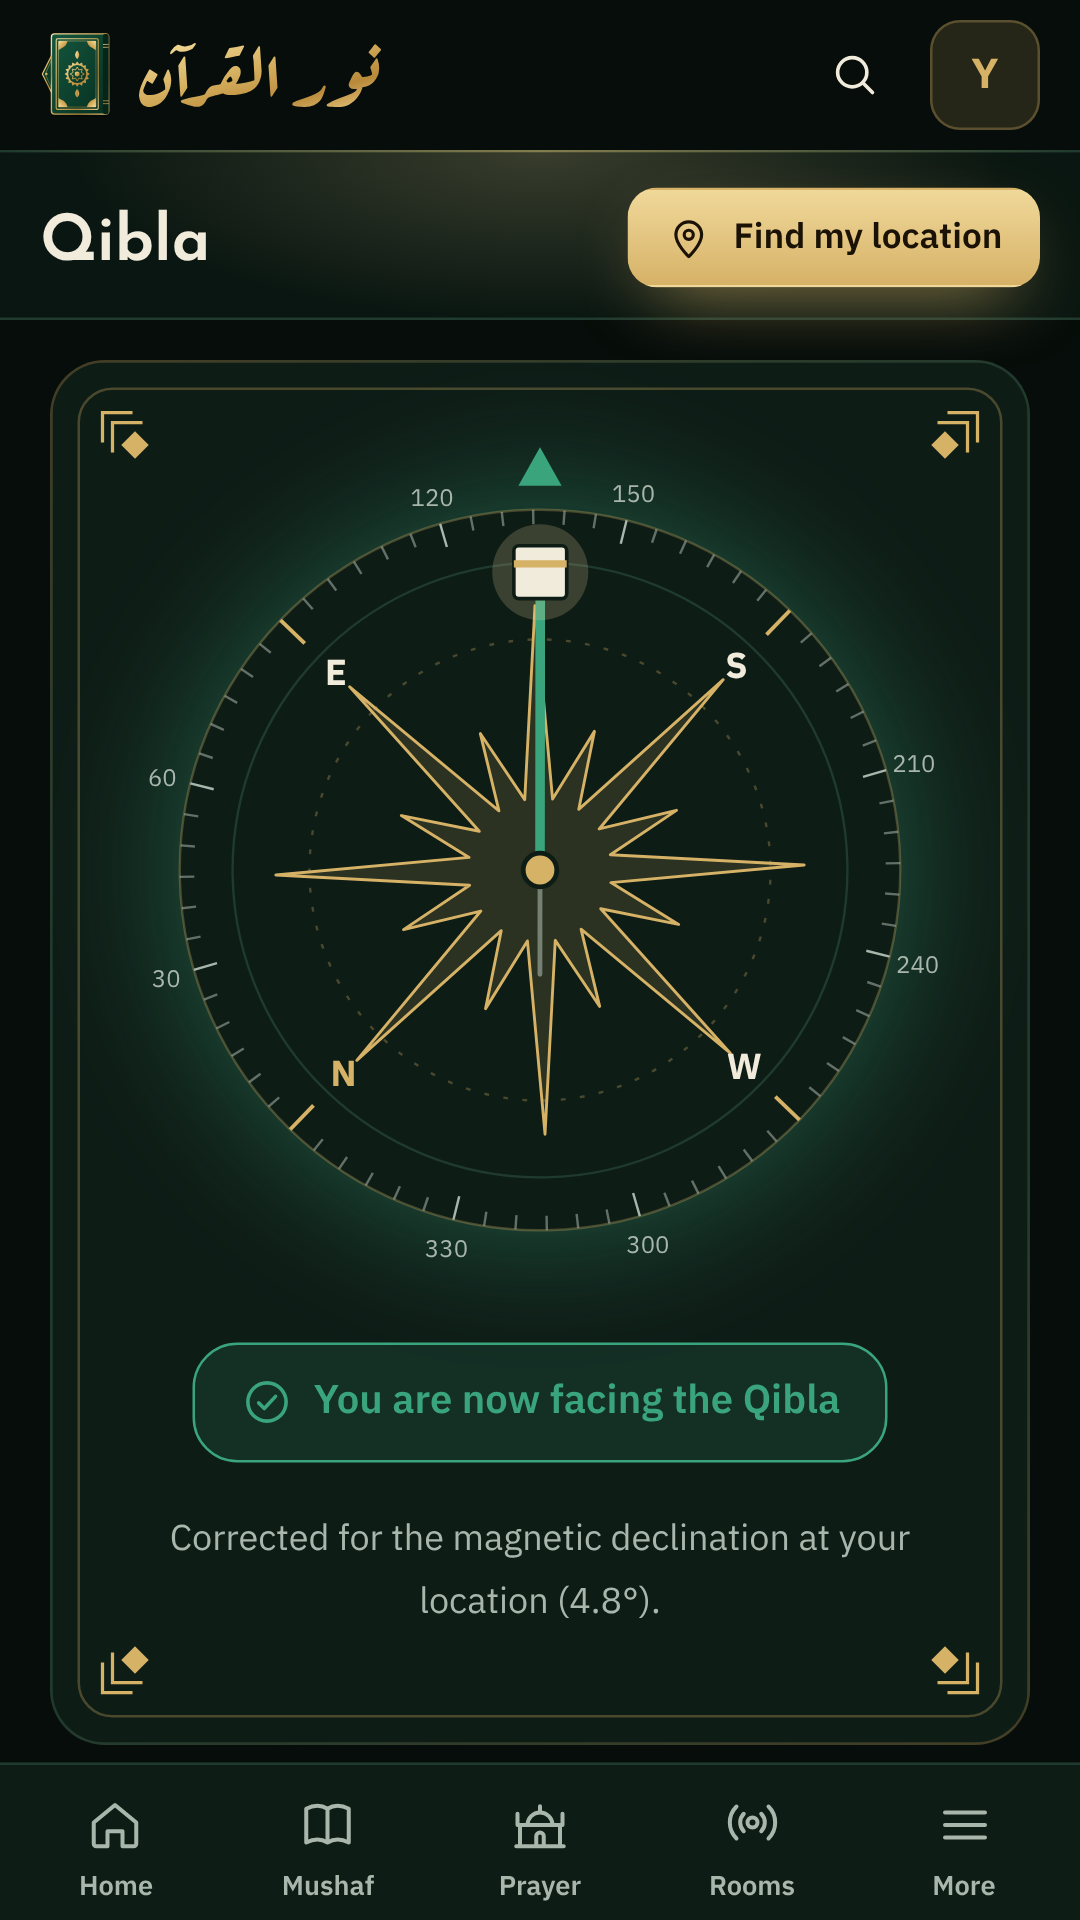 نور القرآن
Y
Qibla
Find my location
120
150
E
S
60
210
30
240
N
W
330
300
You are now facing the Qibla
Corrected for the magnetic declination at your
location (4.8°).
Home
Mushaf
Prayer
Rooms
More